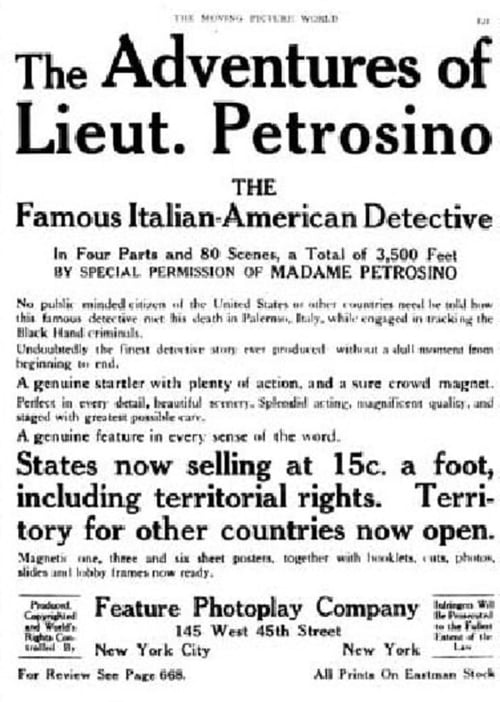 THE MOVING PICTURE WORLD
The Adventures of
Lieut. Petrosino
THE
Famous Italian-American Detective
In Four Parts and 80 Scenes, a Total of 3,500 Feet
BY SPECIAL PERMISSION OF MADAME PETROSINO
No public minded citizen of the United States or other countries need be told how
this famous detective met his death in Palermo, Italy, while engaged in tracking the
Black Hand criminals.
Undoubtedly the finest detective story ever produced without a dull moment from
beginning to end.
A genuine startler with plenty of action, and a sure crowd magnet.
Perfect in every detail, beautiful scenery. Splendid acting, magnificent quality, and
staged with greatest possible care.
A genuine feature in every sense of the word.
States now selling at 15c. a foot,
including territorial rights. Terri-
tory for other countries now open.
Magnetic one, three and six sheet posters, together with booklets, cuts, photos,
slides and lobby frames now ready.
Produced,
Copyrighted
and World's
Rights Con-
trolled By
Feature Photoplay Company
145 West 45th Street
New York City New York
Infringers Will
Be Prosecuted
to the Fullest
Extent of the
Law
For Review See Page 668.
All Prints On Eastman Stock